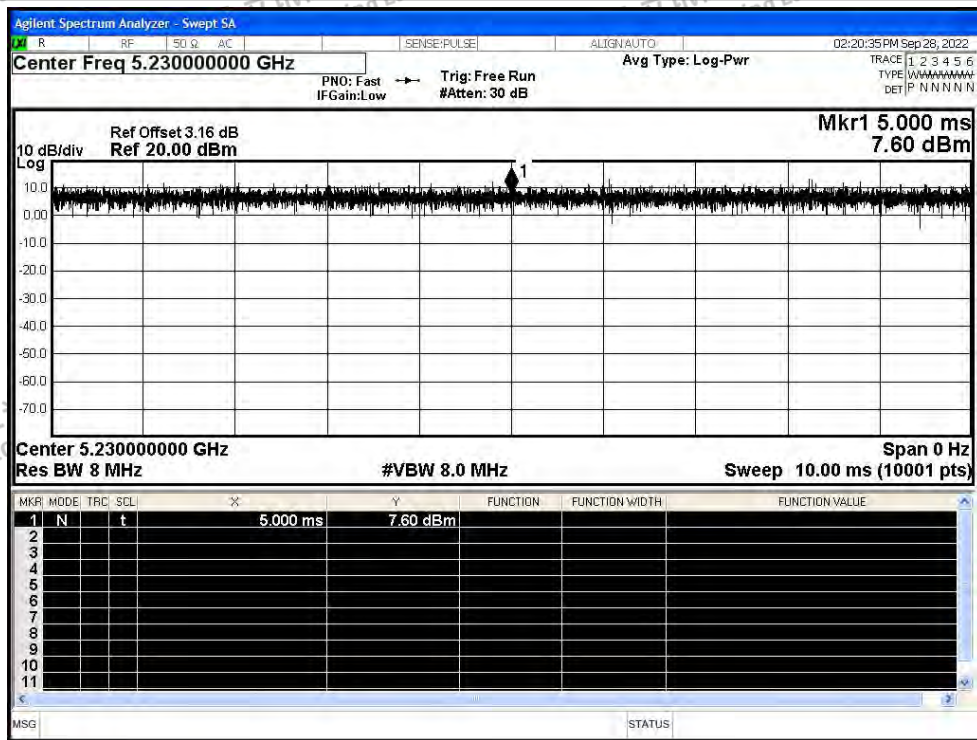 Agilent Spectrum Analyzer - Swept SA
R RF 50 Ω AC SENSE:PULSE ALIGN AUTO 02:20:35 PM Sep 28, 2022
Center Freq 5.230000000 GHz Avg Type: Log-Pwr TRACE 1 2 3 4 5 6
PNO: Fast Trig: Free Run TYPE
IFGain:Low #Atten: 30 dB DET P N N N N N
Mkr1 5.000 ms
Ref Offset 3.16 dB
10 dB/div Ref 20.00 dBm 7.60 dBm
Log
1
10.0
0.00
-10.0
-20.0
-30.0
-40.0
-50.0
-60.0
-70.0
Center 5.230000000 GHz Span 0 Hz
Res BW 8 MHz #VBW 8.0 MHz Sweep 10.00 ms (10001 pts)
MKR MODE TRC SCL X Y FUNCTION FUNCTION WIDTH FUNCTION VALUE
1 N t 5.000 ms 7.60 dBm
2
3
4
5
6
7
8
9
10
11
MSG STATUS